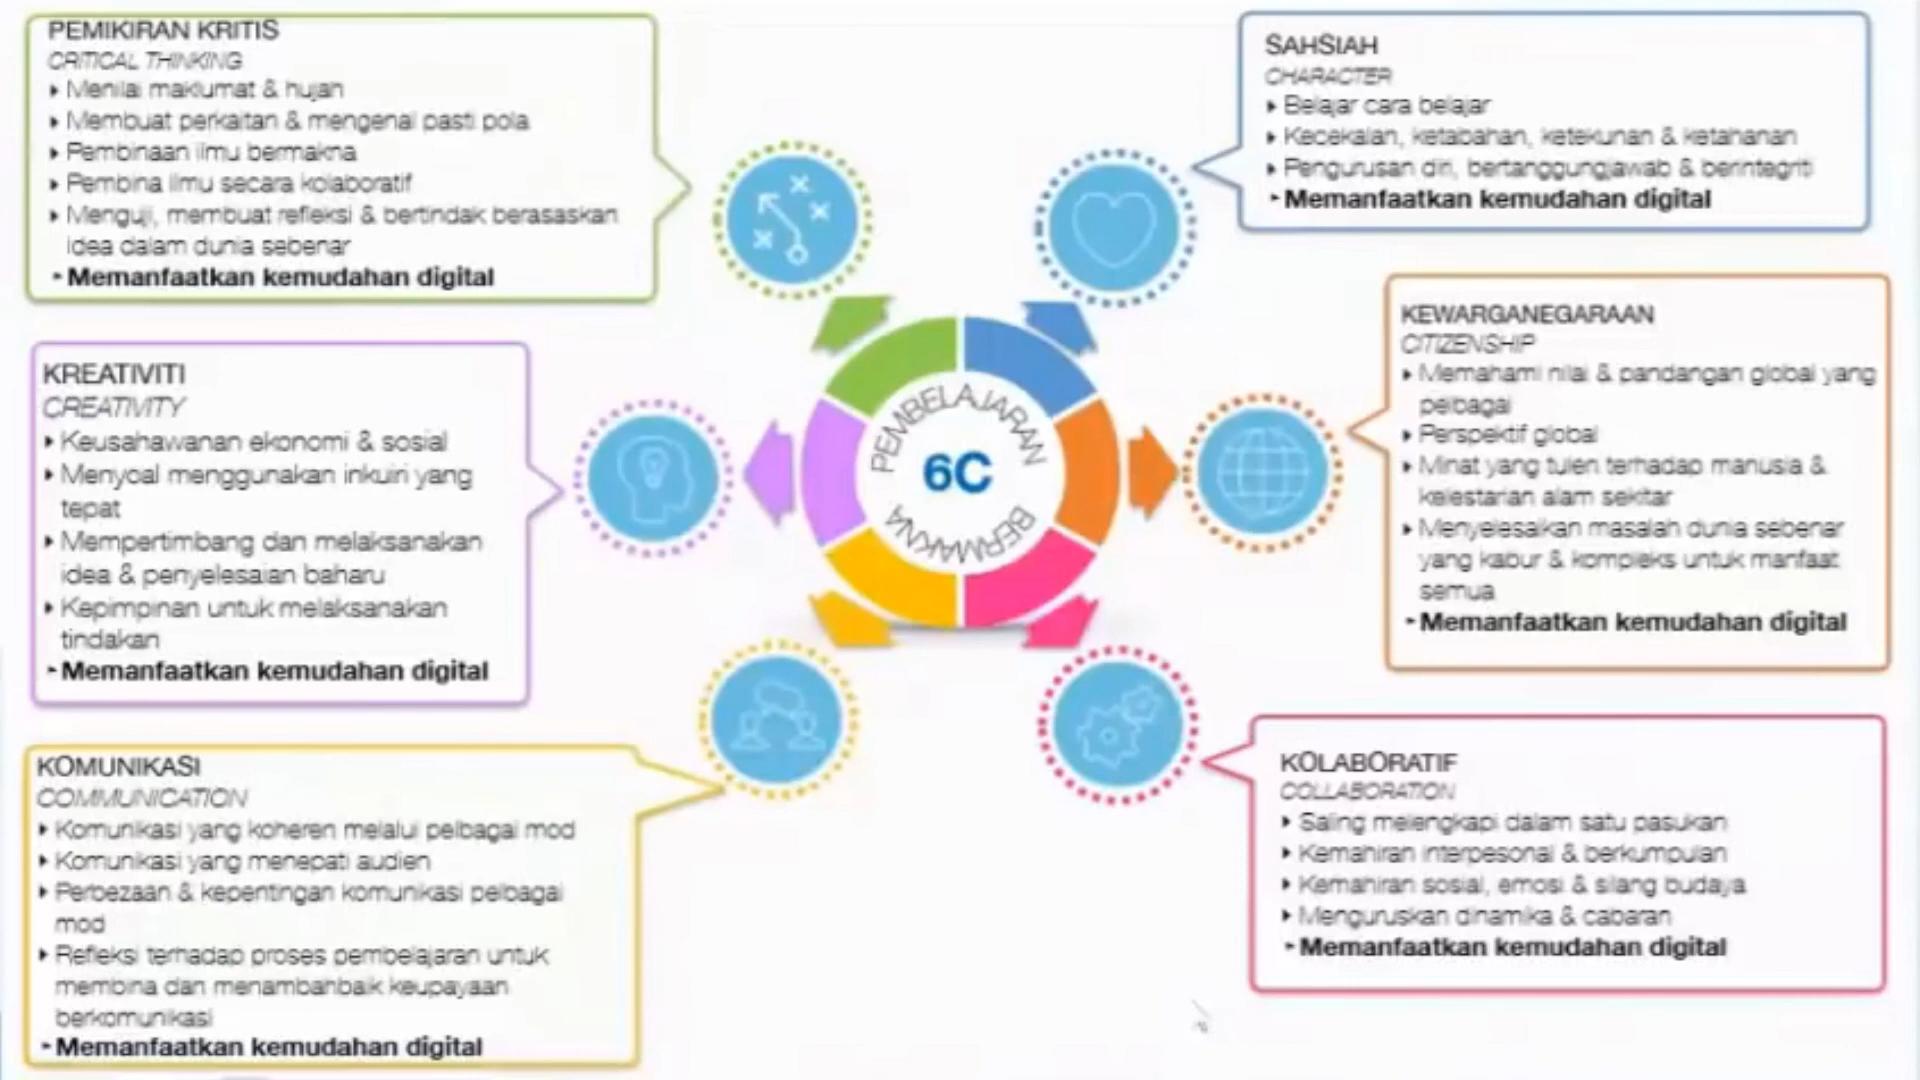 PEMIKIRAN KRITIS
CRITICAL THINKING
Menilai maklumat & hujah
Membuat perkaitan & mengenal pasti pola
Pembinaan ilmu bermakna
Pembina ilmu secara kolaboratif
Menguji, membuat refleksi & bertindak berasaskan
idea dalam dunia sebenar
- Memanfaatkan kemudahan digital
KREATIVITI
CREATIVITY
Keusahawanan ekonomi & sosial
Menyoal menggunakan inkuiri yang
tepat
Mempertimbang dan melaksanakan
idea & penyelesaian baharu
Kepimpinan untuk melaksanakan
tindakan
- Memanfaatkan kemudahan digital
KOMUNIKASI
COMMUNICATION
Komunikasi yang koheren melalui pelbagai mod
Komunikasi yang menepati audien
Perbezaan & kepentingan komunikasi pelbagai
mod
Refleksi terhadap proses pembelajaran untuk
membina dan menambahbaik keupayaan
berkomunikasi
- Memanfaatkan kemudahan digital
PEMBELAJARAN
6C
BERMAKNA
SAHSIAH
CHARACTER
Belajar cara belajar
Kecekalan, ketabahan, ketekunan & ketahanan
Pengurusan diri, bertanggungjawab & berintegriti
- Memanfaatkan kemudahan digital
KEWARGANEGARAAN
CITIZENSHIP
Memahami nilai & pandangan global yang
pelbagai
Perspektif global
Minat yang tulen terhadap manusia &
kelestarian alam sekitar
Menyelesaikan masalah dunia sebenar
yang kabur & kompleks untuk manfaat
semua
- Memanfaatkan kemudahan digital
KOLABORATIF
COLLABORATION
Saling melengkapi dalam satu pasukan
Kemahiran interpesonal & berkumpulan
Kemahiran sosial, emosi & silang budaya
Menguruskan dinamika & cabaran
- Memanfaatkan kemudahan digital